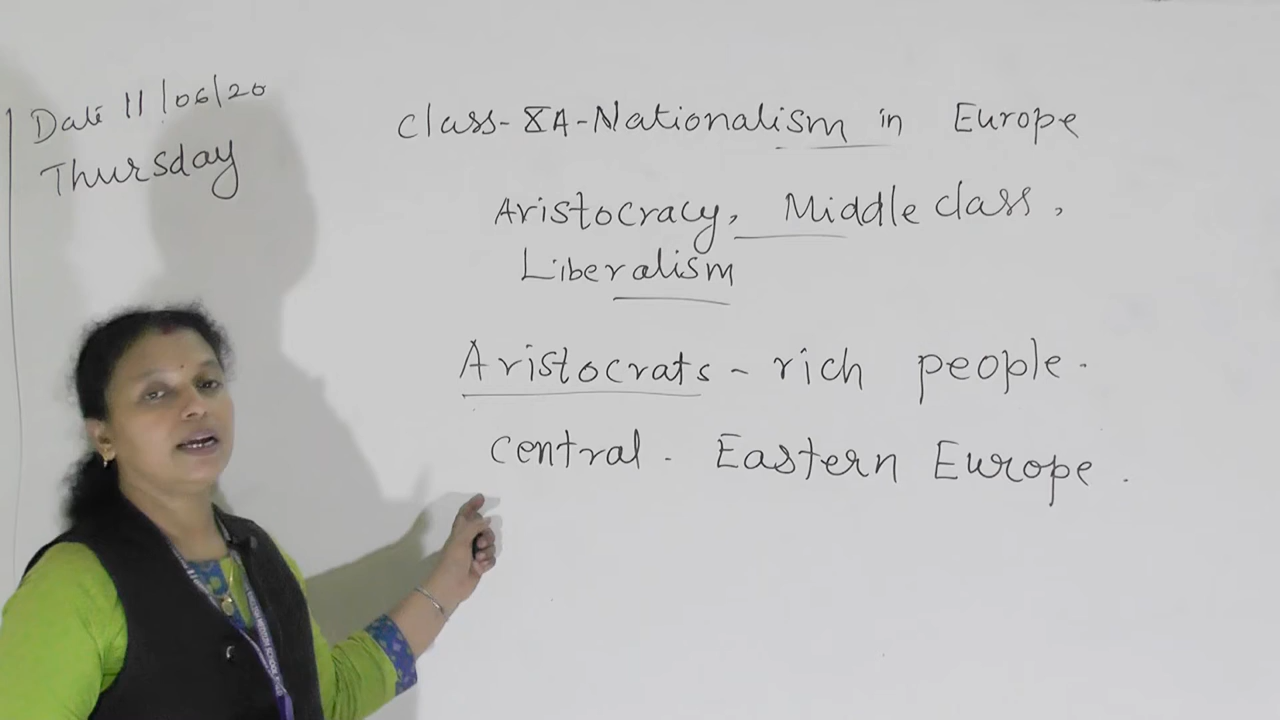 Date 11/06/20
Thursday
Class-XA-Nationalism in Europe
Aristocracy, Middle class,
Liberalism
Aristocrats - rich people.
Central. Eastern Europe.